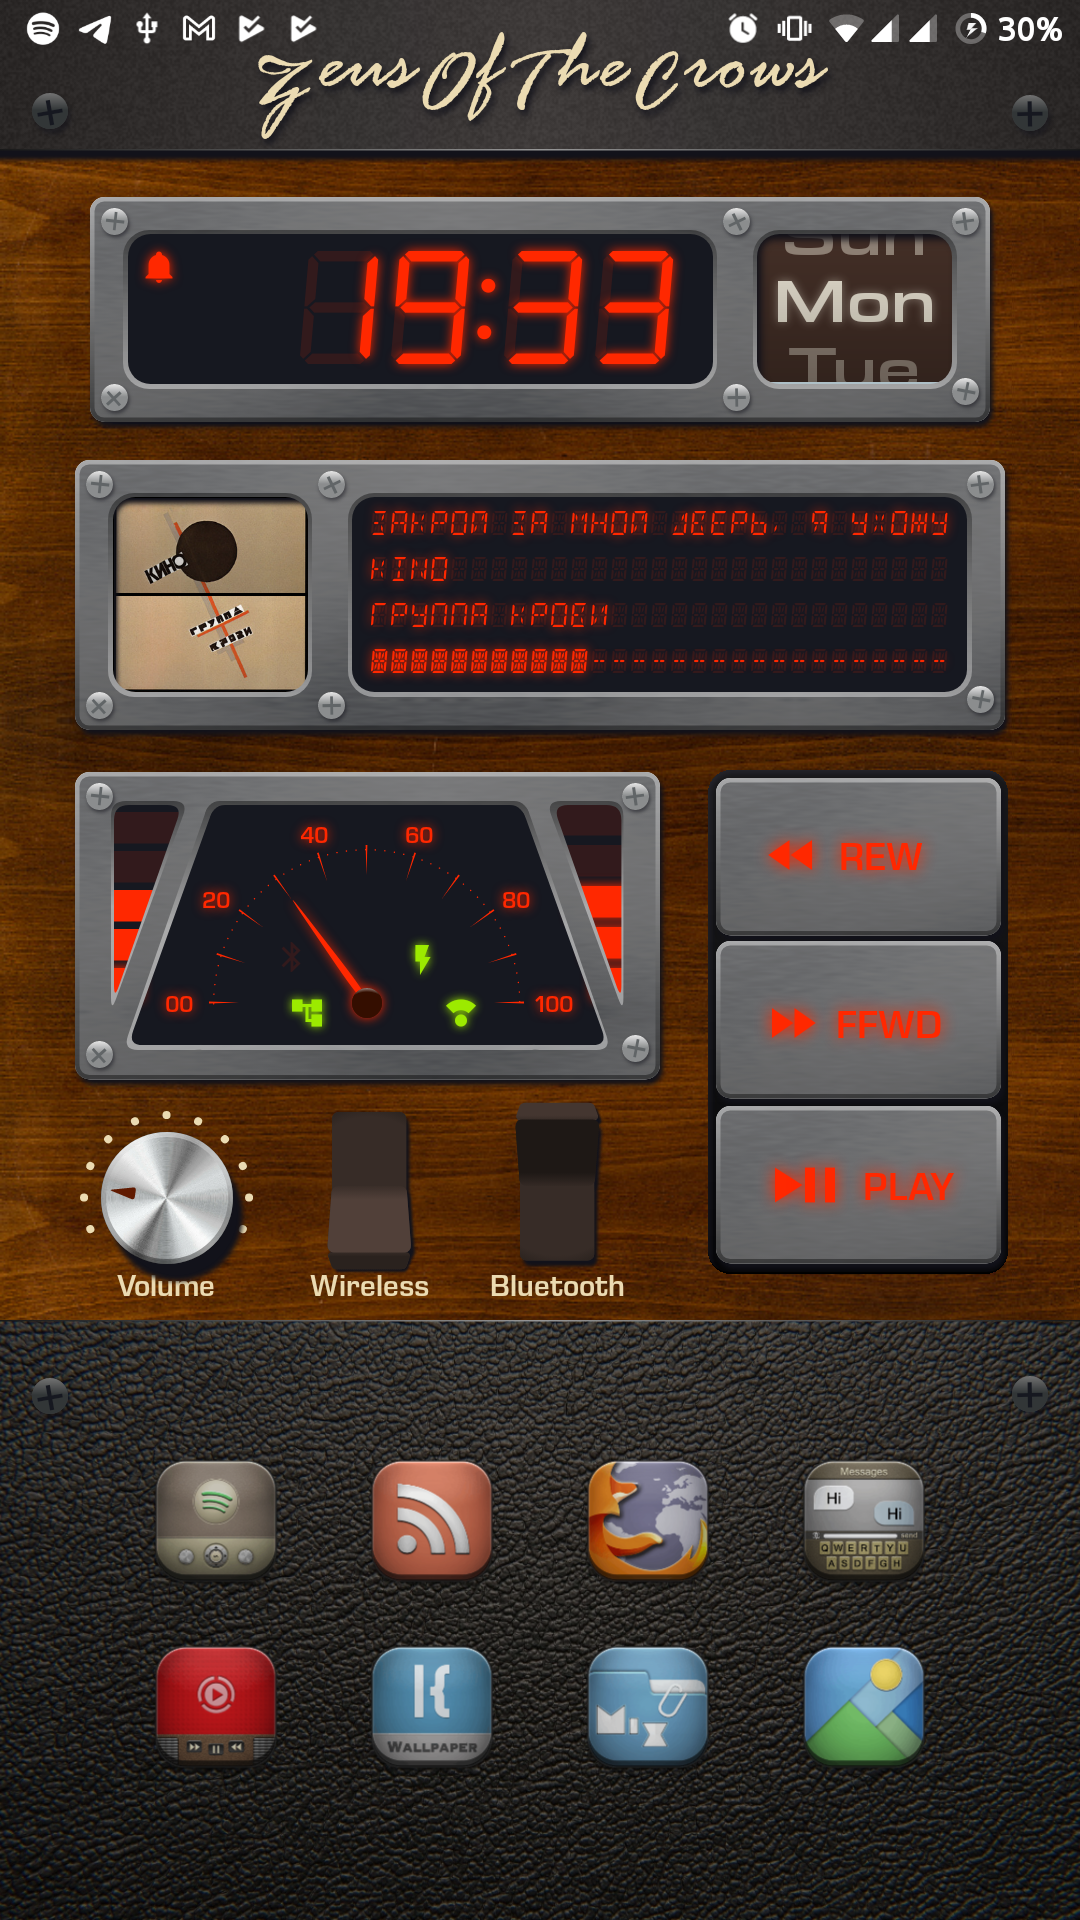 30%
Zeus Of The Crows
19:33
Sun
Mon
Tue
КИНО
ГРУППА
КРОВИ
ЗАКРОЙ ЗА МНОЙ ДВЕРЬ. Я УХОЖУ
KINO
ГРУППА КРОВИ
00
20
40
60
80
100
REW
FFWD
PLAY
Volume
Wireless
Bluetooth
Messages
Hi
Hi
send
QWERTYU
ASDFGH
WALLPAPER